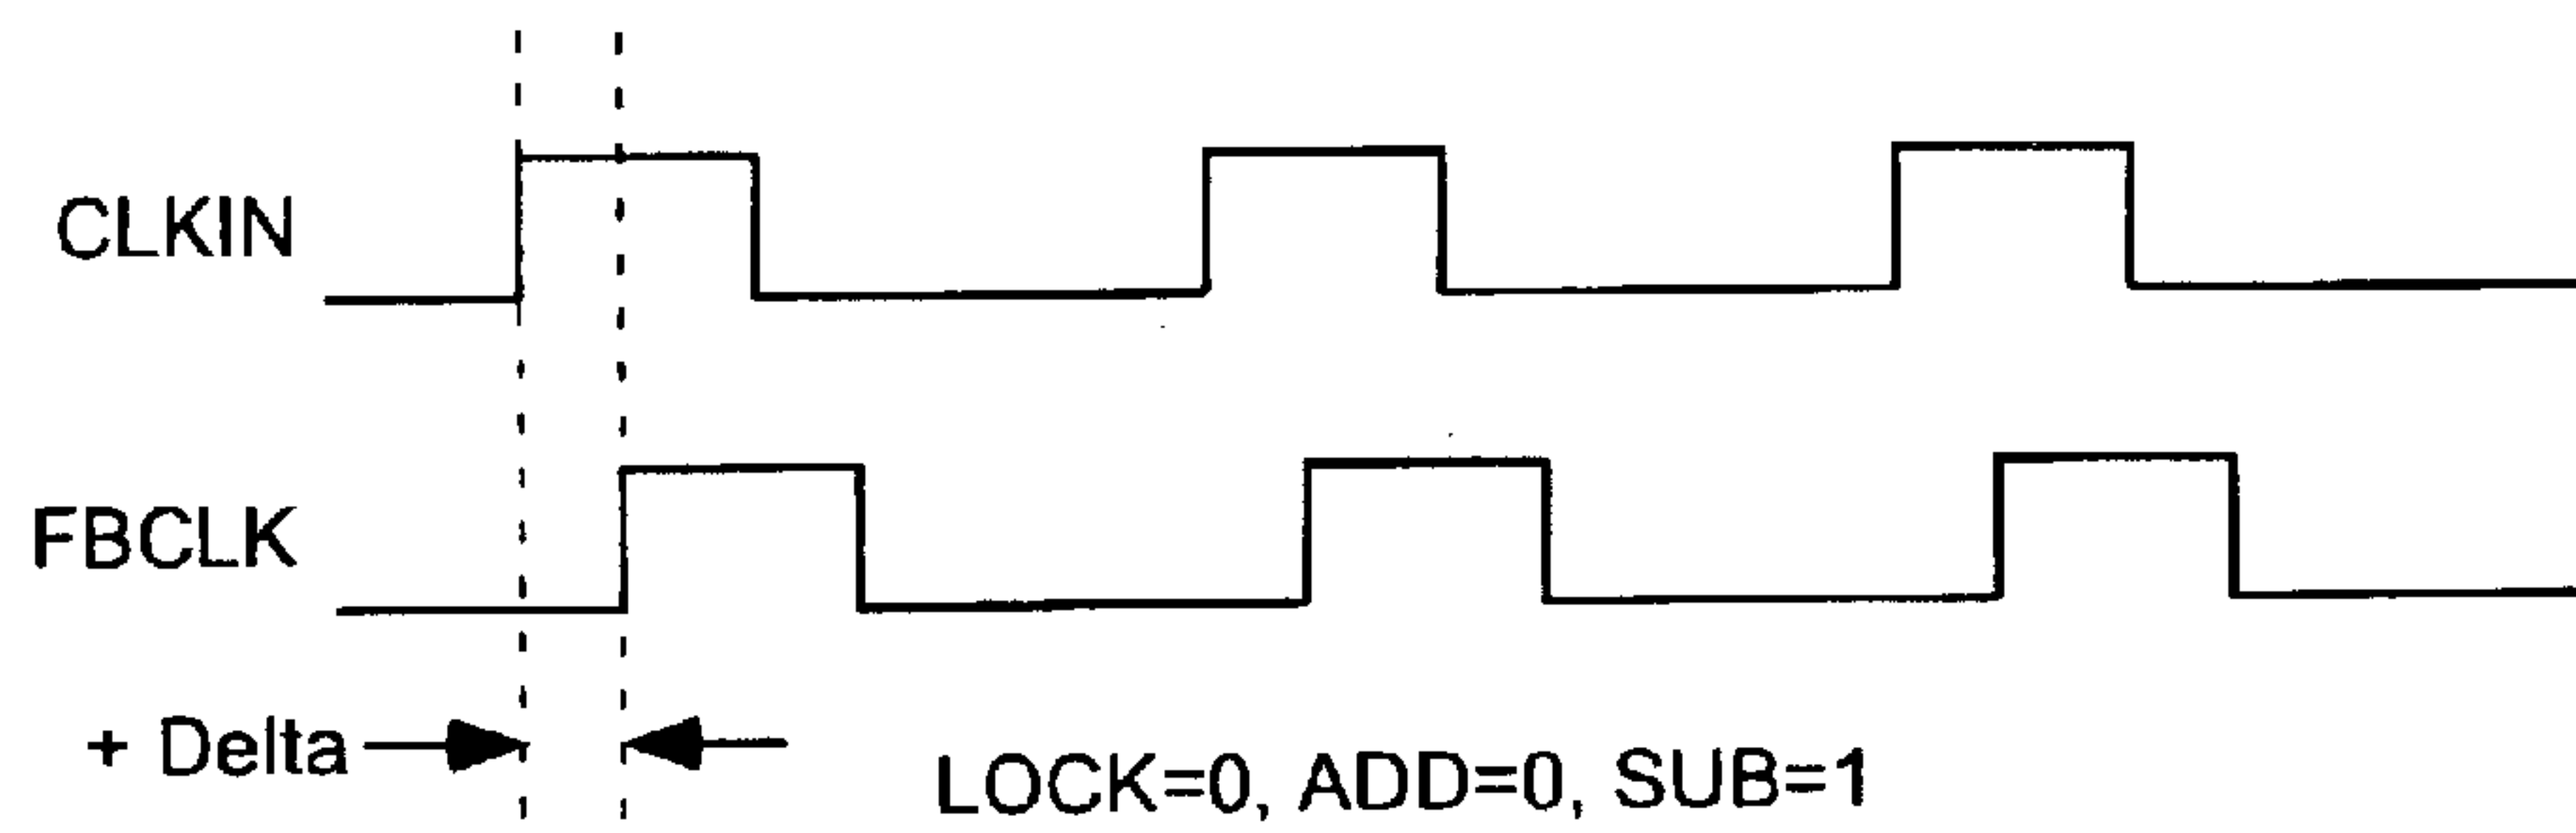 CLKIN
FBCLK
+ Delta
LOCK=0, ADD=0, SUB=1